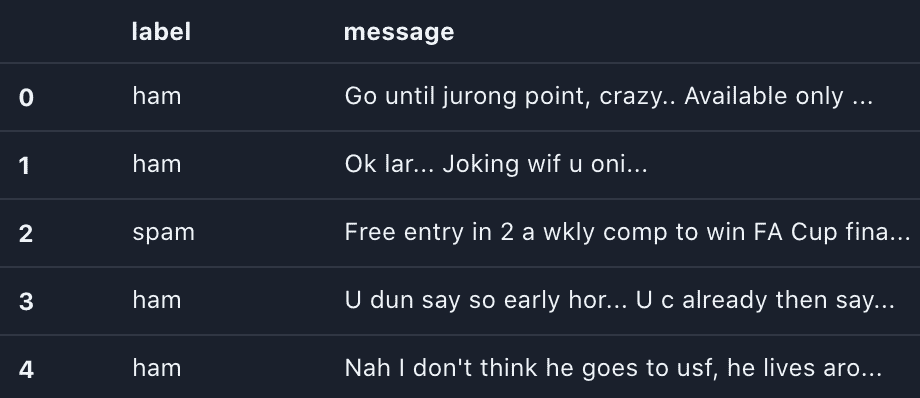 label message
0 ham Go until jurong point, crazy.. Available only ...
1 ham Ok lar... Joking wif u oni...
2 spam Free entry in 2 a wkly comp to win FA Cup fina...
3 ham U dun say so early hor... U c already then say...
4 ham Nah I don't think he goes to usf, he lives aro...